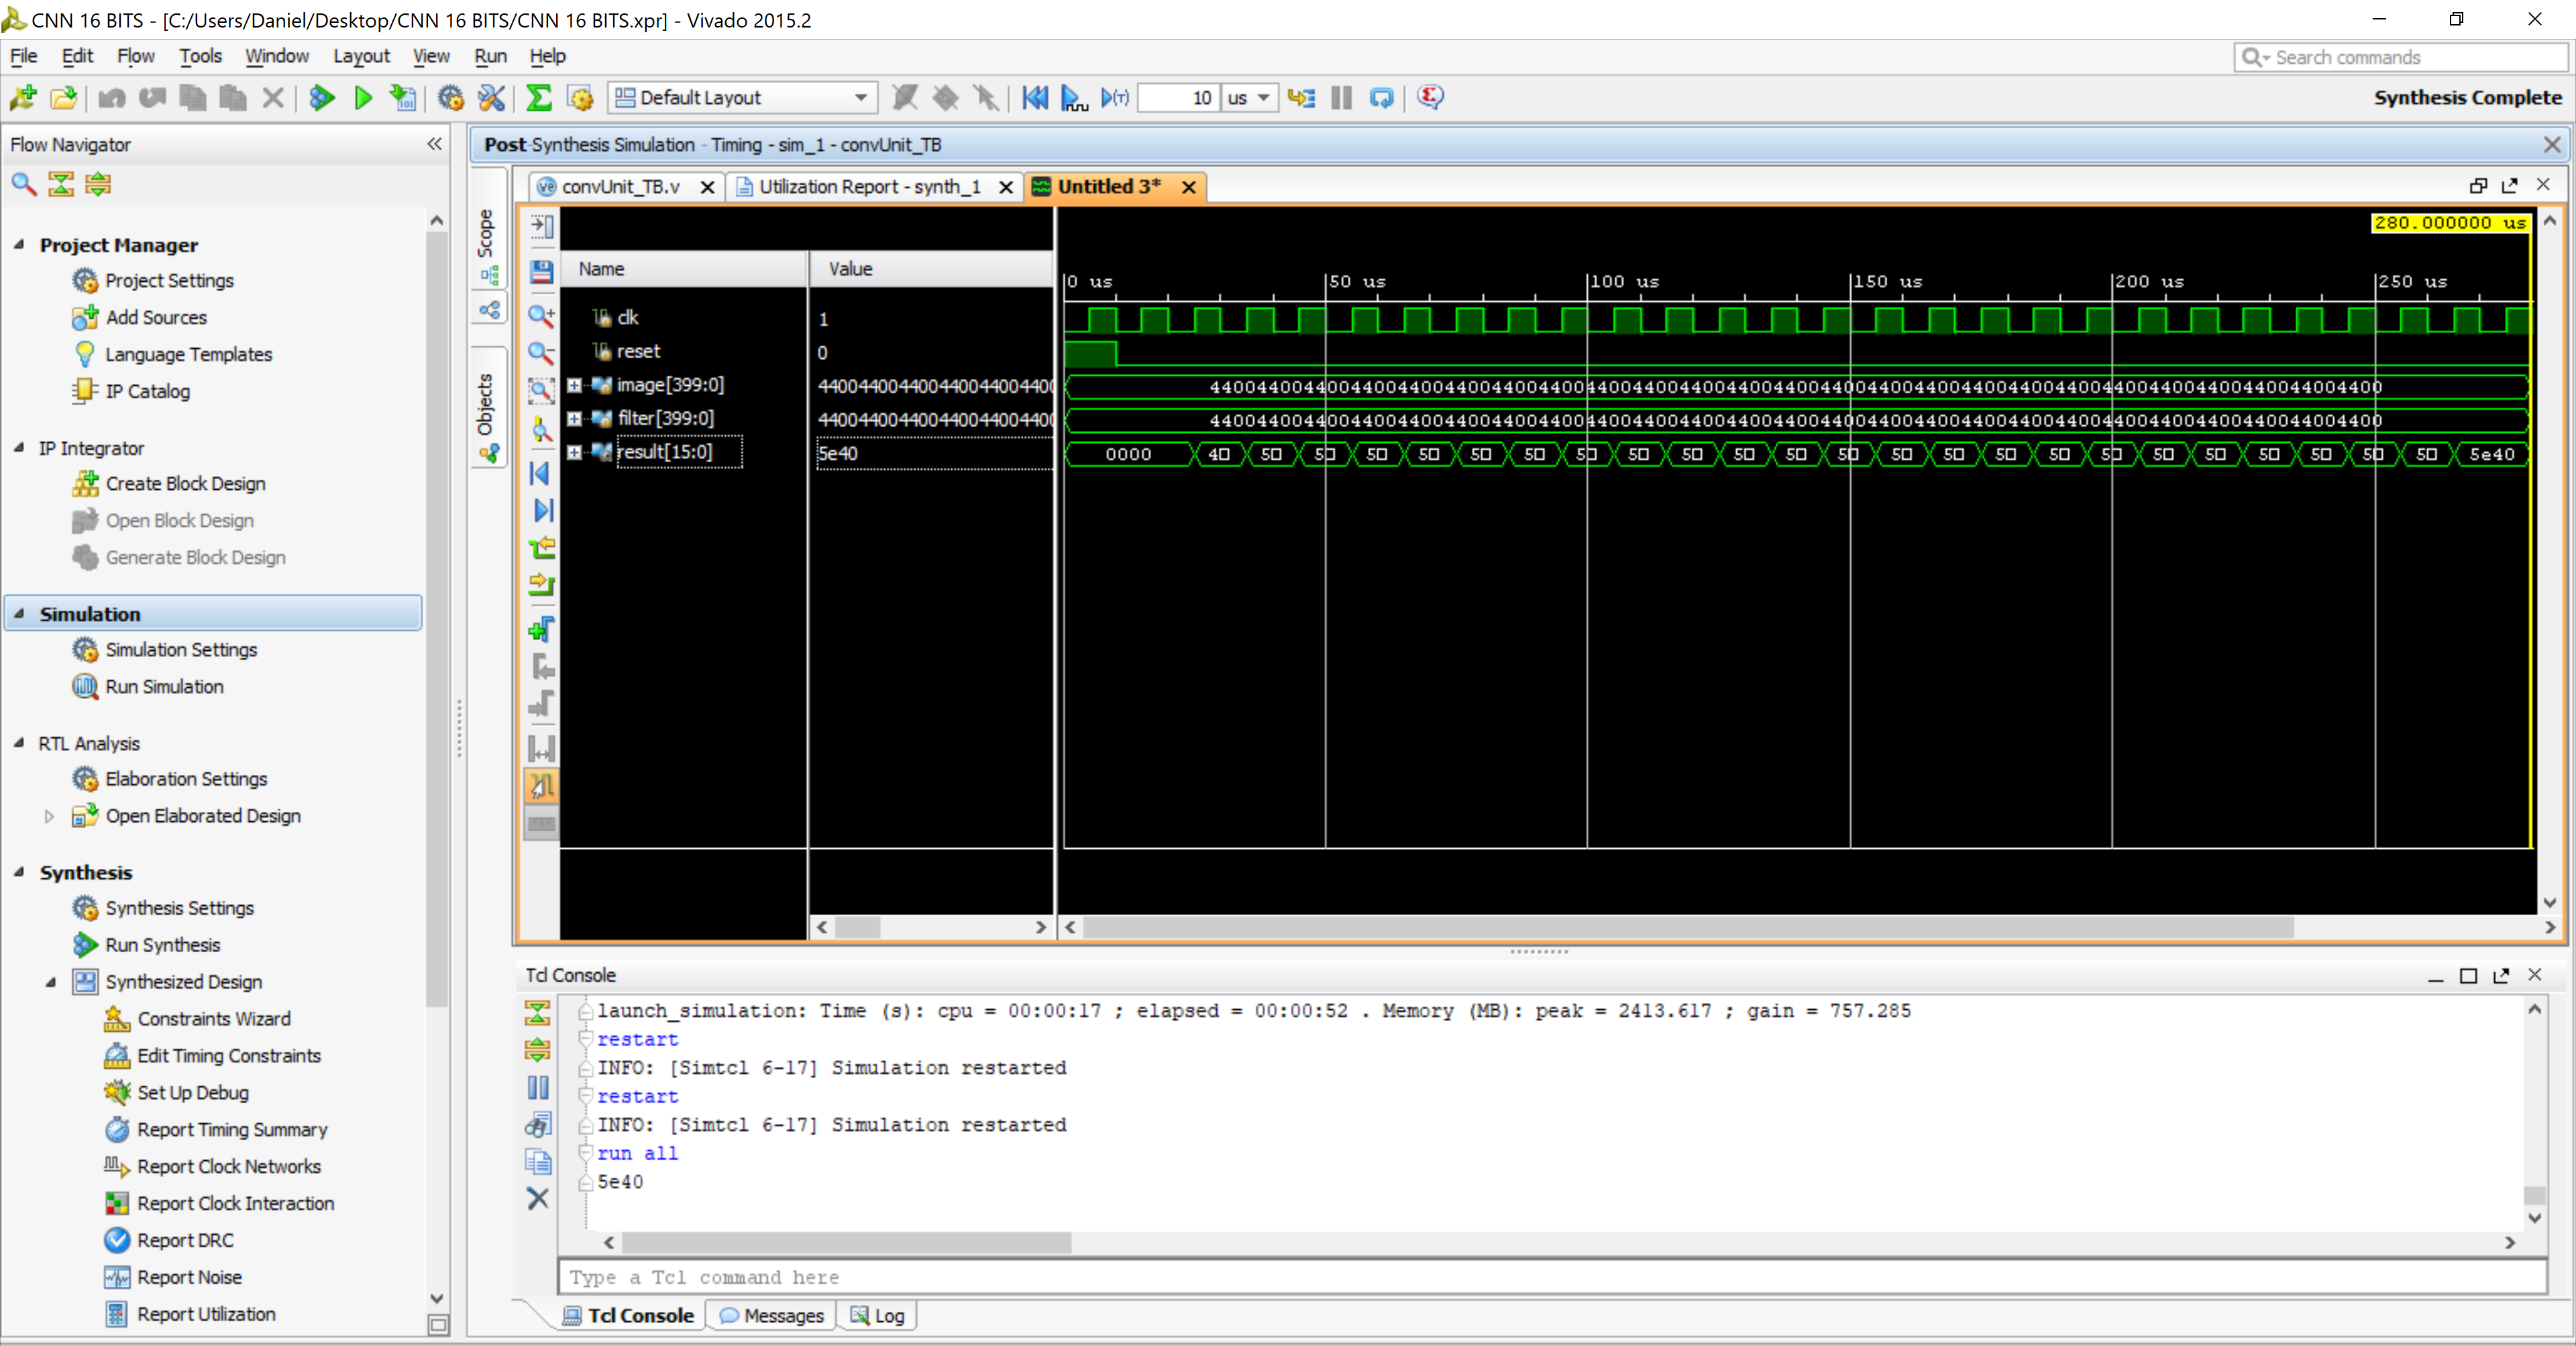 CNN 16 BITS - [C:/Users/Daniel/Desktop/CNN 16 BITS/CNN 16 BITS.xpr] - Vivado 2015.2
File Edit Flow Tools Window Layout View Run Help
Search commands
Default Layout
10 us
Synthesis Complete
Flow Navigator
Project Manager
Project Settings
Add Sources
Language Templates
IP Catalog
IP Integrator
Create Block Design
Open Block Design
Generate Block Design
Simulation
Simulation Settings
Run Simulation
RTL Analysis
Elaboration Settings
Open Elaborated Design
Synthesis
Synthesis Settings
Run Synthesis
Synthesized Design
Constraints Wizard
Edit Timing Constraints
Set Up Debug
Report Timing Summary
Report Clock Networks
Report Clock Interaction
Report DRC
Report Noise
Report Utilization
Post-Synthesis Simulation - Timing - sim_1 - convUnit_TB
Scope
Objects
convUnit_TB.v
Utilization Report - synth_1
Untitled 3*
280.000000 us
Name Value
0 us 50 us 100 us 150 us 200 us 250 us
clk 1
reset 0
image[399:0] 4400440044004400440044004400
filter[399:0] 4400440044004400440044004400
result[15:0] 5e40 0000 40 50 50 50 50 50 50 50 50 50 50 50 50 50 50 50 50 50 50 50 50 50 50 50 5e40
Tcl Console
launch_simulation: Time (s): cpu = 00:00:17 ; elapsed = 00:00:52 . Memory (MB): peak = 2413.617 ; gain = 757.285
restart
INFO: [Simtcl 6-17] Simulation restarted
restart
INFO: [Simtcl 6-17] Simulation restarted
run all
5e40
Type a Tcl command here
Tcl Console Messages Log